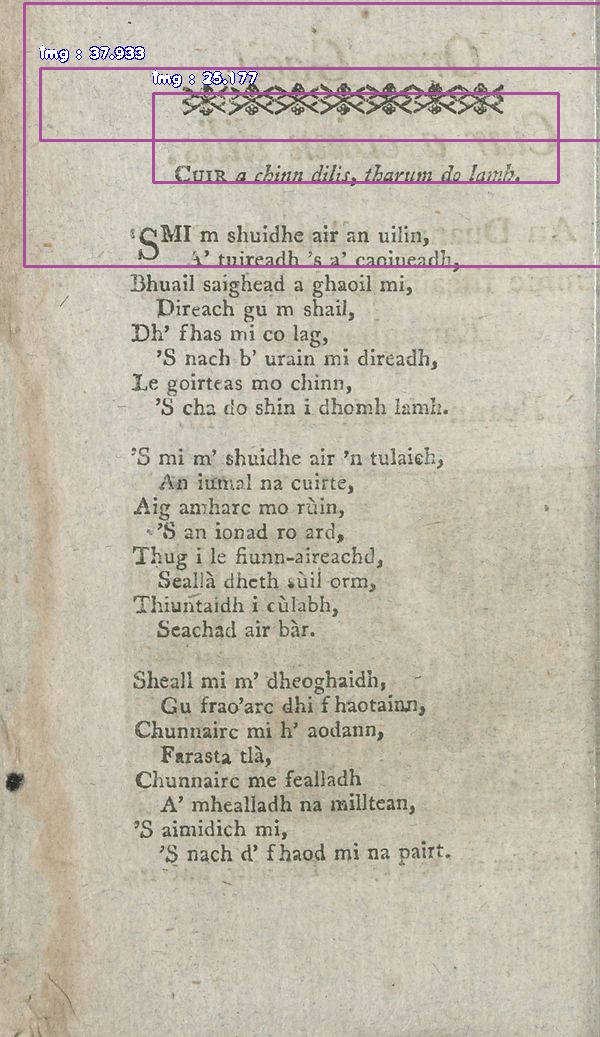 img : 37.933
img : 25.177
CUIR a chinn dilis, tharum do lamh.
'SMI m shuidhe air an uilin,
A' tuireadh 's a' caoineadh,
Bhuail saighead a ghaoil mi,
Direach gu m shail,
Dh' fhas mi co lag,
'S nach b' urain mi direadh,
Le goirteas mo chinn,
'S cha do shin i dhomh lamh.
'S mi m' shuidhe air 'n tulaich,
An iumal na cuirte,
Aig amharc mo rùin,
'S an ionad ro ard,
Thug i le fiunn-aireachd,
Seallà dheth sùil orm,
Thiuntaidh i cùlabh,
Seachad air bàr.
Sheall mi m' dheoghaidh,
Gu frao'arc dhi fhaotainn,
Chunnairc mi h' aodann,
Farasta tlà,
Chunnairc me fealladh
A' mhealladh na milltean,
'S aimidich mi,
'S nach d' fhaod mi na pairt.